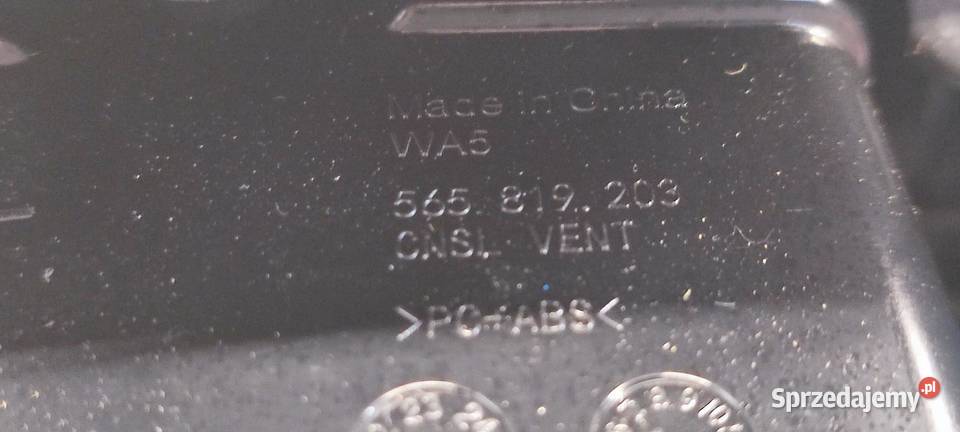 Made in China
WA5
565. 819. 203
CNSL VENT
>PC+ABS<
Sprzedajemy.pl